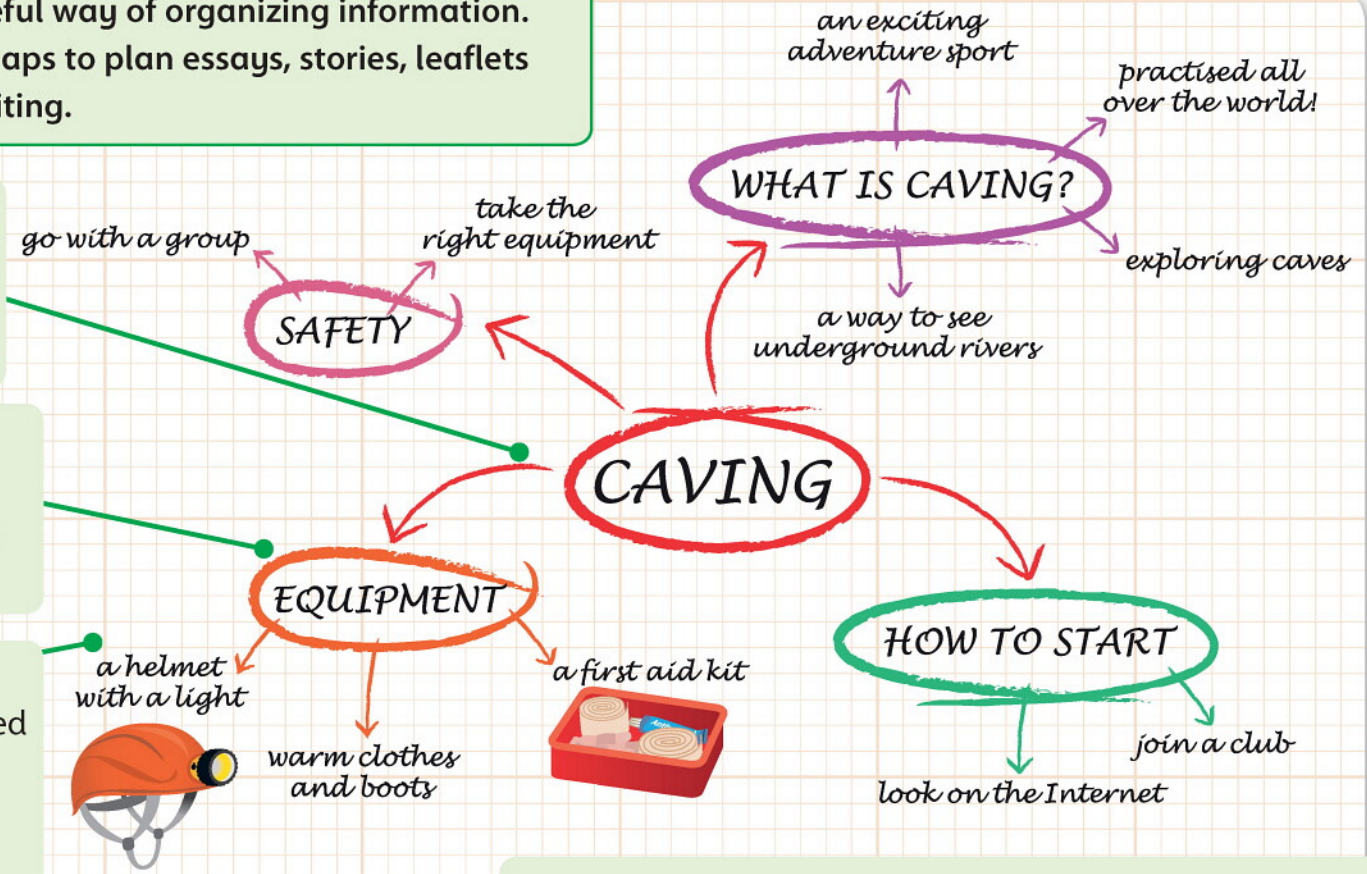 eful way of organizing information.
aps to plan essays, stories, leaflets
iting.
an exciting
adventure sport
practised all
over the world!
WHAT IS CAVING?
exploring caves
a way to see
underground rivers
go with a group
take the
right equipment
SAFETY
CAVING
EQUIPMENT
a helmet
with a light
warm clothes
and boots
a first aid kit
HOW TO START
join a club
look on the Internet
ed